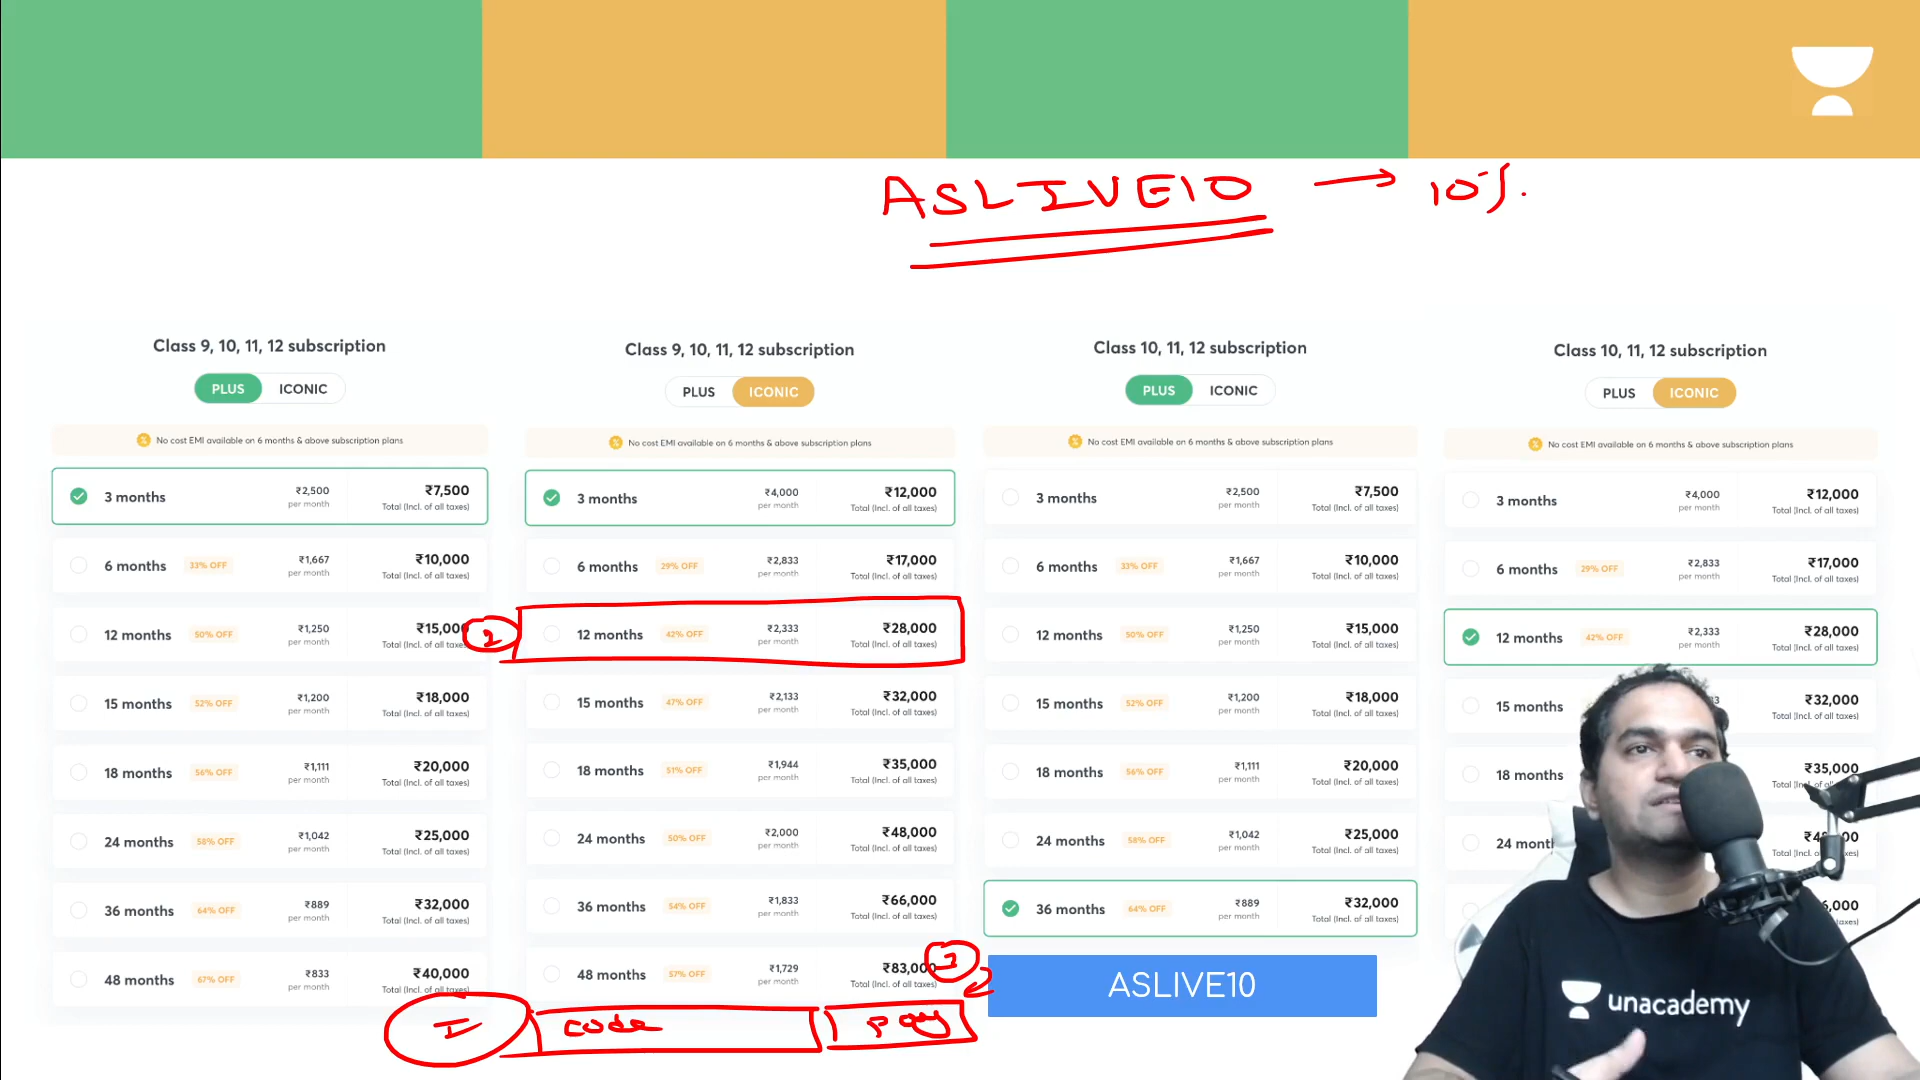 ASLIVE10 → 10%.
Class 9, 10, 11, 12 subscription
PLUS ICONIC
No cost EMI available on 6 months & above subscription plans
3 months ₹2,500 per month ₹7,500 Total (Incl. of all taxes)
6 months 33% OFF ₹1,667 per month ₹10,000 Total (Incl. of all taxes)
12 months 50% OFF ₹1,250 per month ₹15,000 Total (Incl. of all taxes)
15 months 52% OFF ₹1,200 per month ₹18,000 Total (Incl. of all taxes)
18 months 56% OFF ₹1,111 per month ₹20,000 Total (Incl. of all taxes)
24 months 58% OFF ₹1,042 per month ₹25,000 Total (Incl. of all taxes)
36 months 64% OFF ₹889 per month ₹32,000 Total (Incl. of all taxes)
48 months 67% OFF ₹833 per month ₹40,000 Total (Incl. of all taxes)
Class 9, 10, 11, 12 subscription
PLUS ICONIC
No cost EMI available on 6 months & above subscription plans
3 months ₹4,000 per month ₹12,000 Total (Incl. of all taxes)
6 months 29% OFF ₹2,833 per month ₹17,000 Total (Incl. of all taxes)
2 12 months 42% OFF ₹2,333 per month ₹28,000 Total (Incl. of all taxes)
15 months 47% OFF ₹2,133 per month ₹32,000 Total (Incl. of all taxes)
18 months 51% OFF ₹1,944 per month ₹35,000 Total (Incl. of all taxes)
24 months 50% OFF ₹2,000 per month ₹48,000 Total (Incl. of all taxes)
36 months 54% OFF ₹1,833 per month ₹66,000 Total (Incl. of all taxes)
48 months 57% OFF ₹1,729 per month ₹83,000 Total (Incl. of all taxes)
I code pay
Class 10, 11, 12 subscription
PLUS ICONIC
No cost EMI available on 6 months & above subscription plans
3 months ₹2,500 per month ₹7,500 Total (Incl. of all taxes)
6 months 33% OFF ₹1,667 per month ₹10,000 Total (Incl. of all taxes)
12 months 50% OFF ₹1,250 per month ₹15,000 Total (Incl. of all taxes)
15 months 52% OFF ₹1,200 per month ₹18,000 Total (Incl. of all taxes)
18 months 56% OFF ₹1,111 per month ₹20,000 Total (Incl. of all taxes)
24 months 58% OFF ₹1,042 per month ₹25,000 Total (Incl. of all taxes)
36 months 64% OFF ₹889 per month ₹32,000 Total (Incl. of all taxes)
ASLIVE10
Class 10, 11, 12 subscription
PLUS ICONIC
No cost EMI available on 6 months & above subscription plans
3 months ₹4,000 per month ₹12,000 Total (Incl. of all taxes)
6 months 29% OFF ₹2,833 per month ₹17,000 Total (Incl. of all taxes)
12 months 42% OFF ₹2,333 per month ₹28,000 Total (Incl. of all taxes)
15 months ₹32,000 Total (Incl. of all taxes)
18 months ₹35,000
24
unacademy